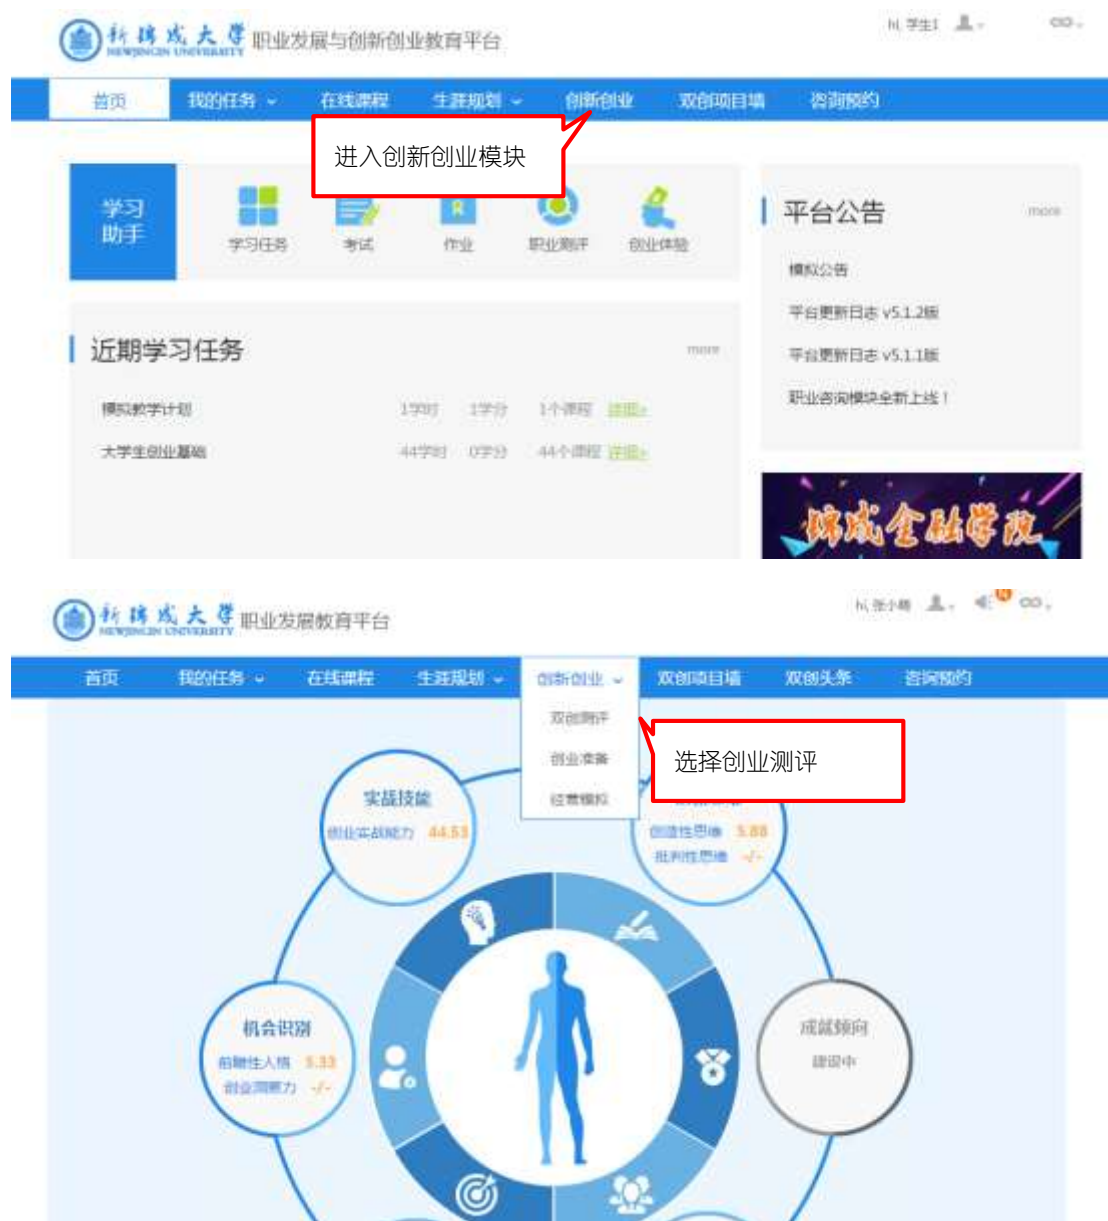 新锦成大学 职业发展与创新创业教育平台
NEWJINCIN UNIVERSITY
hi, 学生1
首页 我的任务 在线课程 生涯规划 创新创业 双创项目墙 咨询预约
进入创新创业模块
学习
助手
学习任务 考试 作业 职业测评 创业体验
平台公告 more
模拟公告
平台更新日志 v5.1.2版
平台更新日志 v5.1.1版
职业咨询模块全新上线！
近期学习任务 more
模拟教学计划 1学时 1学分 1个课程 详细»
大学生创业基础 44学时 0学分 44个课程 详细»
锦成金融学院
新锦成大学 职业发展教育平台
NEWJINCIN UNIVERSITY
N
首页 我的任务 在线课程 生涯规划 创新创业 双创项目墙 双创头条 咨询预约
双创测评
创业准备
经营模拟
选择创业测评
实战技能
创业实战能力 44.53
创造性思维 5.88
批判性思维 -/-
机会识别
前瞻性人格 5.33
创业洞察力 -/-
成就倾向
建设中